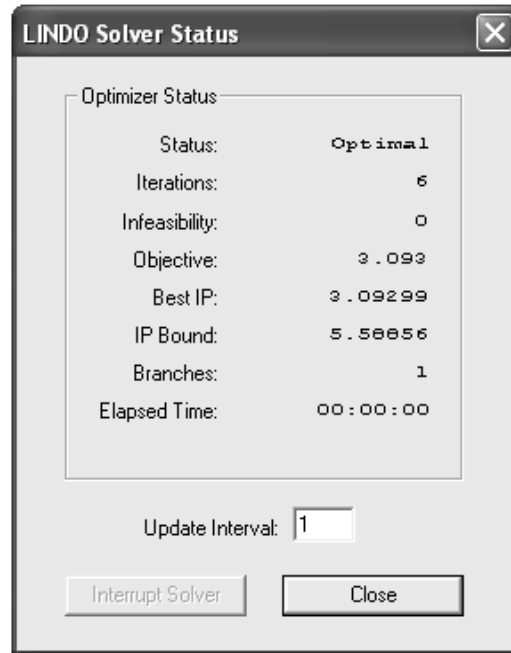 LINDO Solver Status
Optimizer Status
Status: Optimal
Iterations: 6
Infeasibility: 0
Objective: 3.093
Best IP: 3.09299
IP Bound: 5.58856
Branches: 1
Elapsed Time: 00:00:00
Update Interval: 1
Interrupt Solver Close